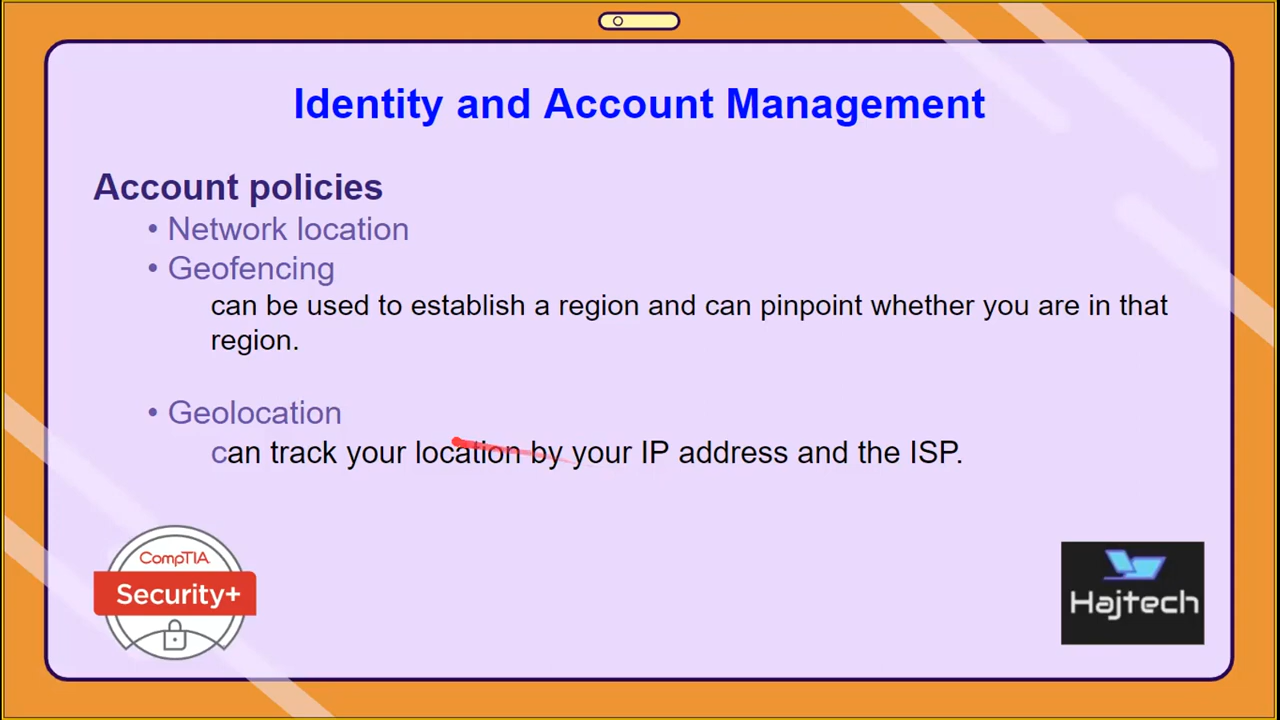 Identity and Account Management
Account policies
• Network location
• Geofencing
can be used to establish a region and can pinpoint whether you are in that
region.
• Geolocation
can track your location by your IP address and the ISP.
CompTIA
Security+
Hajtech